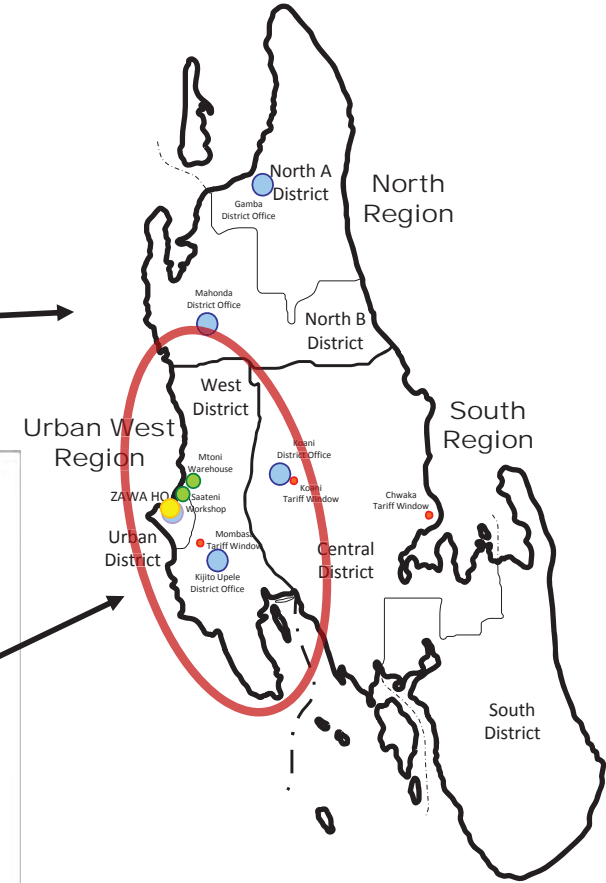 North A
District
Gamba
District Office
North
Region
Mahonda
District Office
North B
District
West
District
Urban West
Region
South
Region
Mtoni
Warehouse
Koani
District Office
ZAWA HQ
Saateni
Workshop
Koani
Tariff Window
Chwaka
Tariff Window
Urban
District
Mombasa
Tariff Window
Central
District
Kijito Upele
District Office
South
District